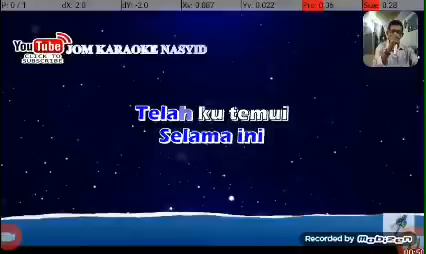 P: 0 / 1 dX: 2.0 dY: -2.0 Xv: 0.087 Yv: 0.022 Prs: 0.06 Size: 0.28
YouTube JOM KARAOKE NASYID
CLICK TO
SUBSCRIBE
Telah ku temui
Selama ini
Recorded by Mobizen